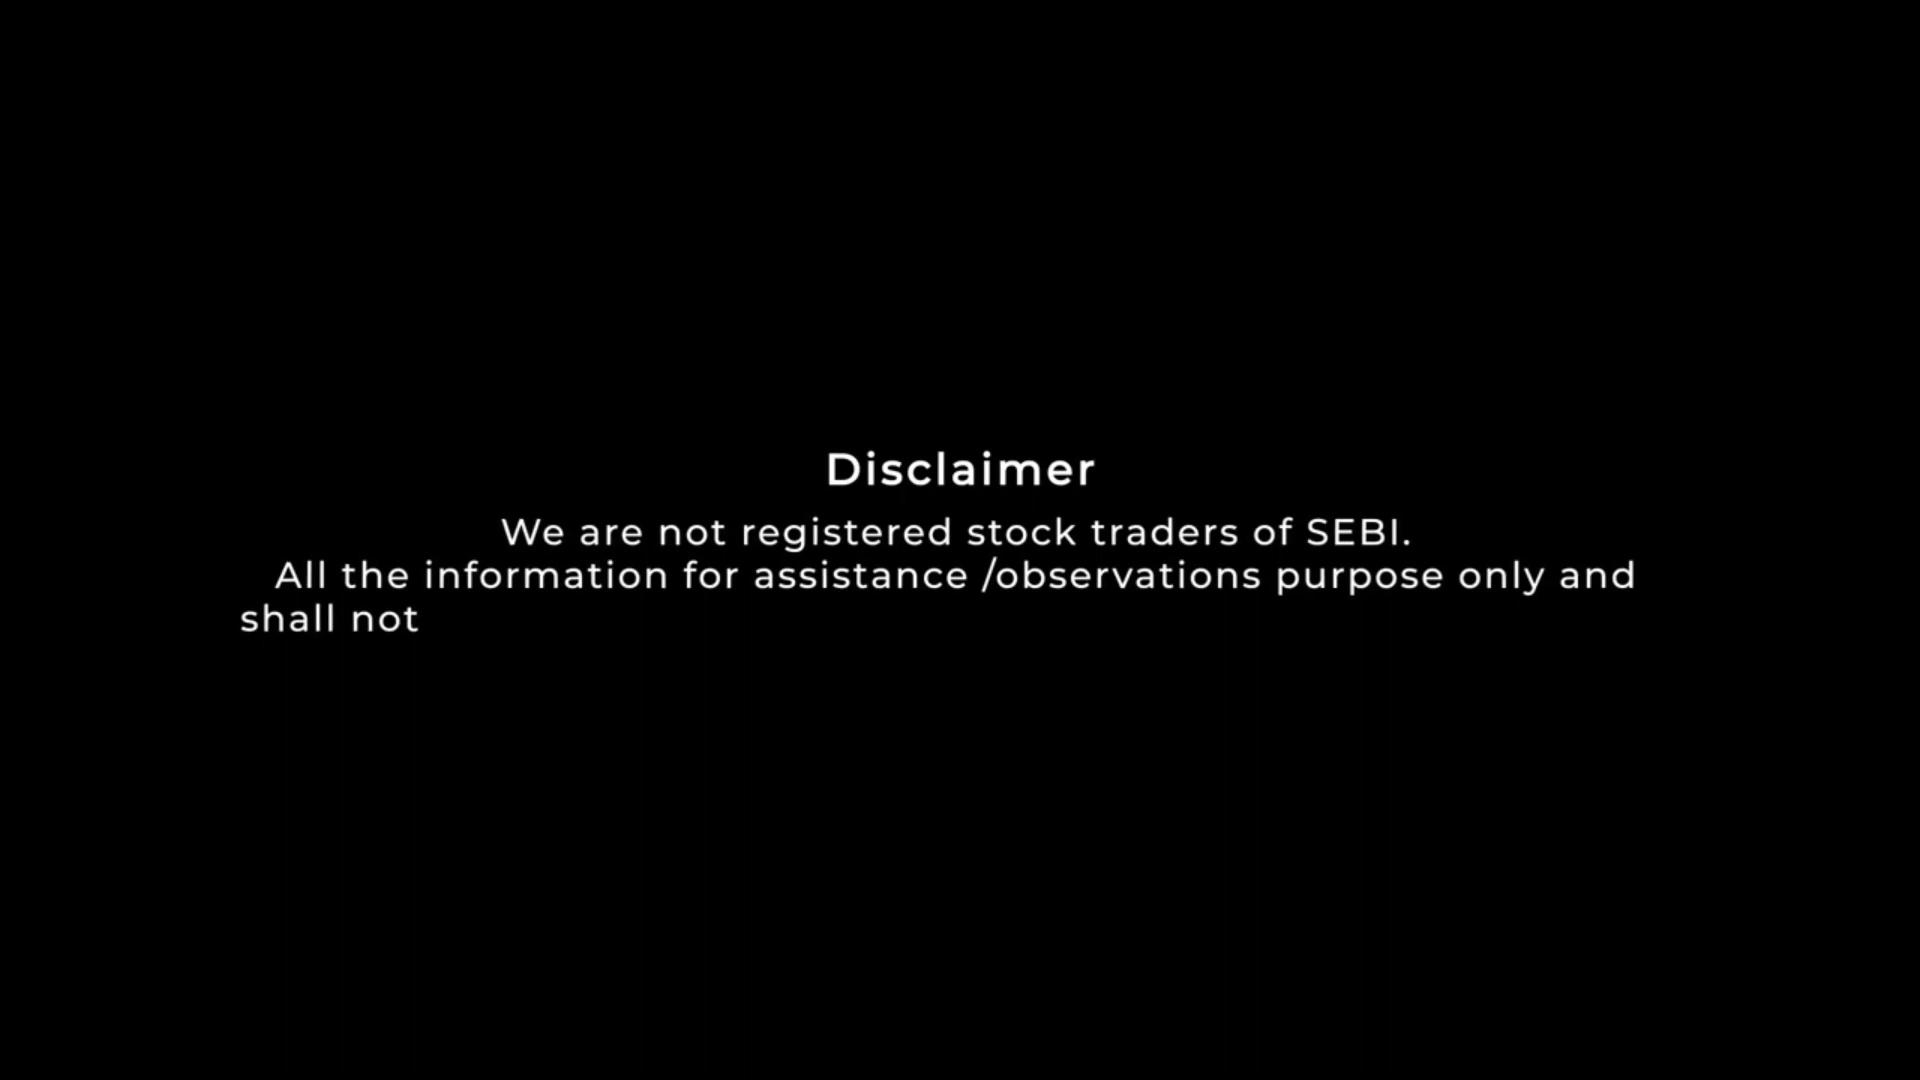 Disclaimer
We are not registered stock traders of SEBI.
All the information for assistance /observations purpose only and
shall not